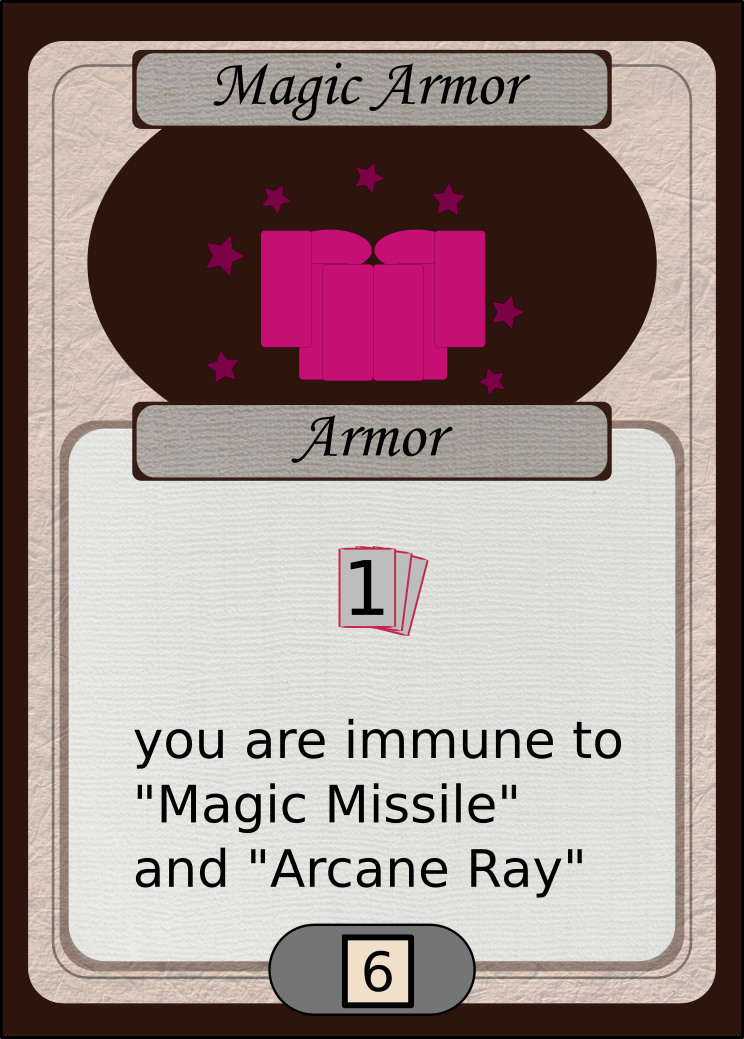 Magic Armor
Armor
1
you are immune to
"Magic Missile"
and "Arcane Ray"
6